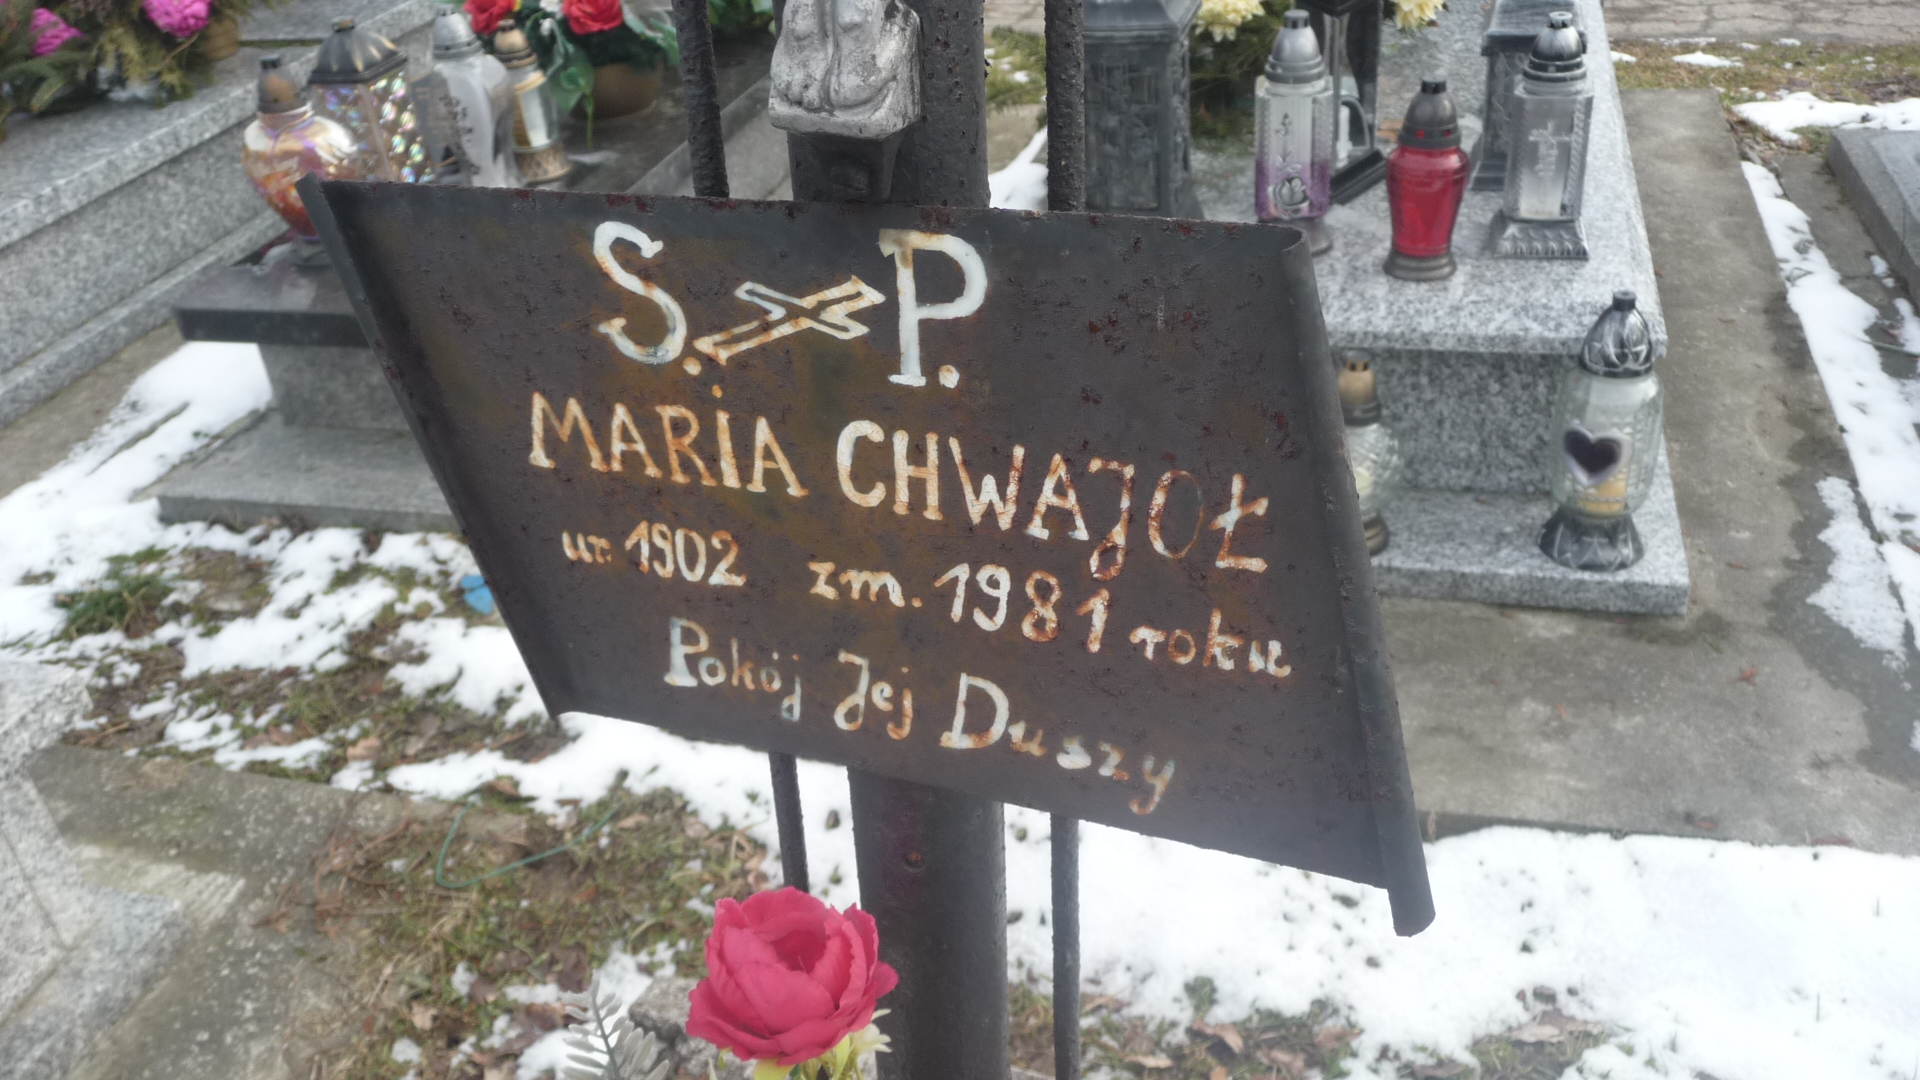 S. P.
MARIA CHWAJOŁ
ur. 1902 zm. 1981 roku
Pokój Jej Duszy